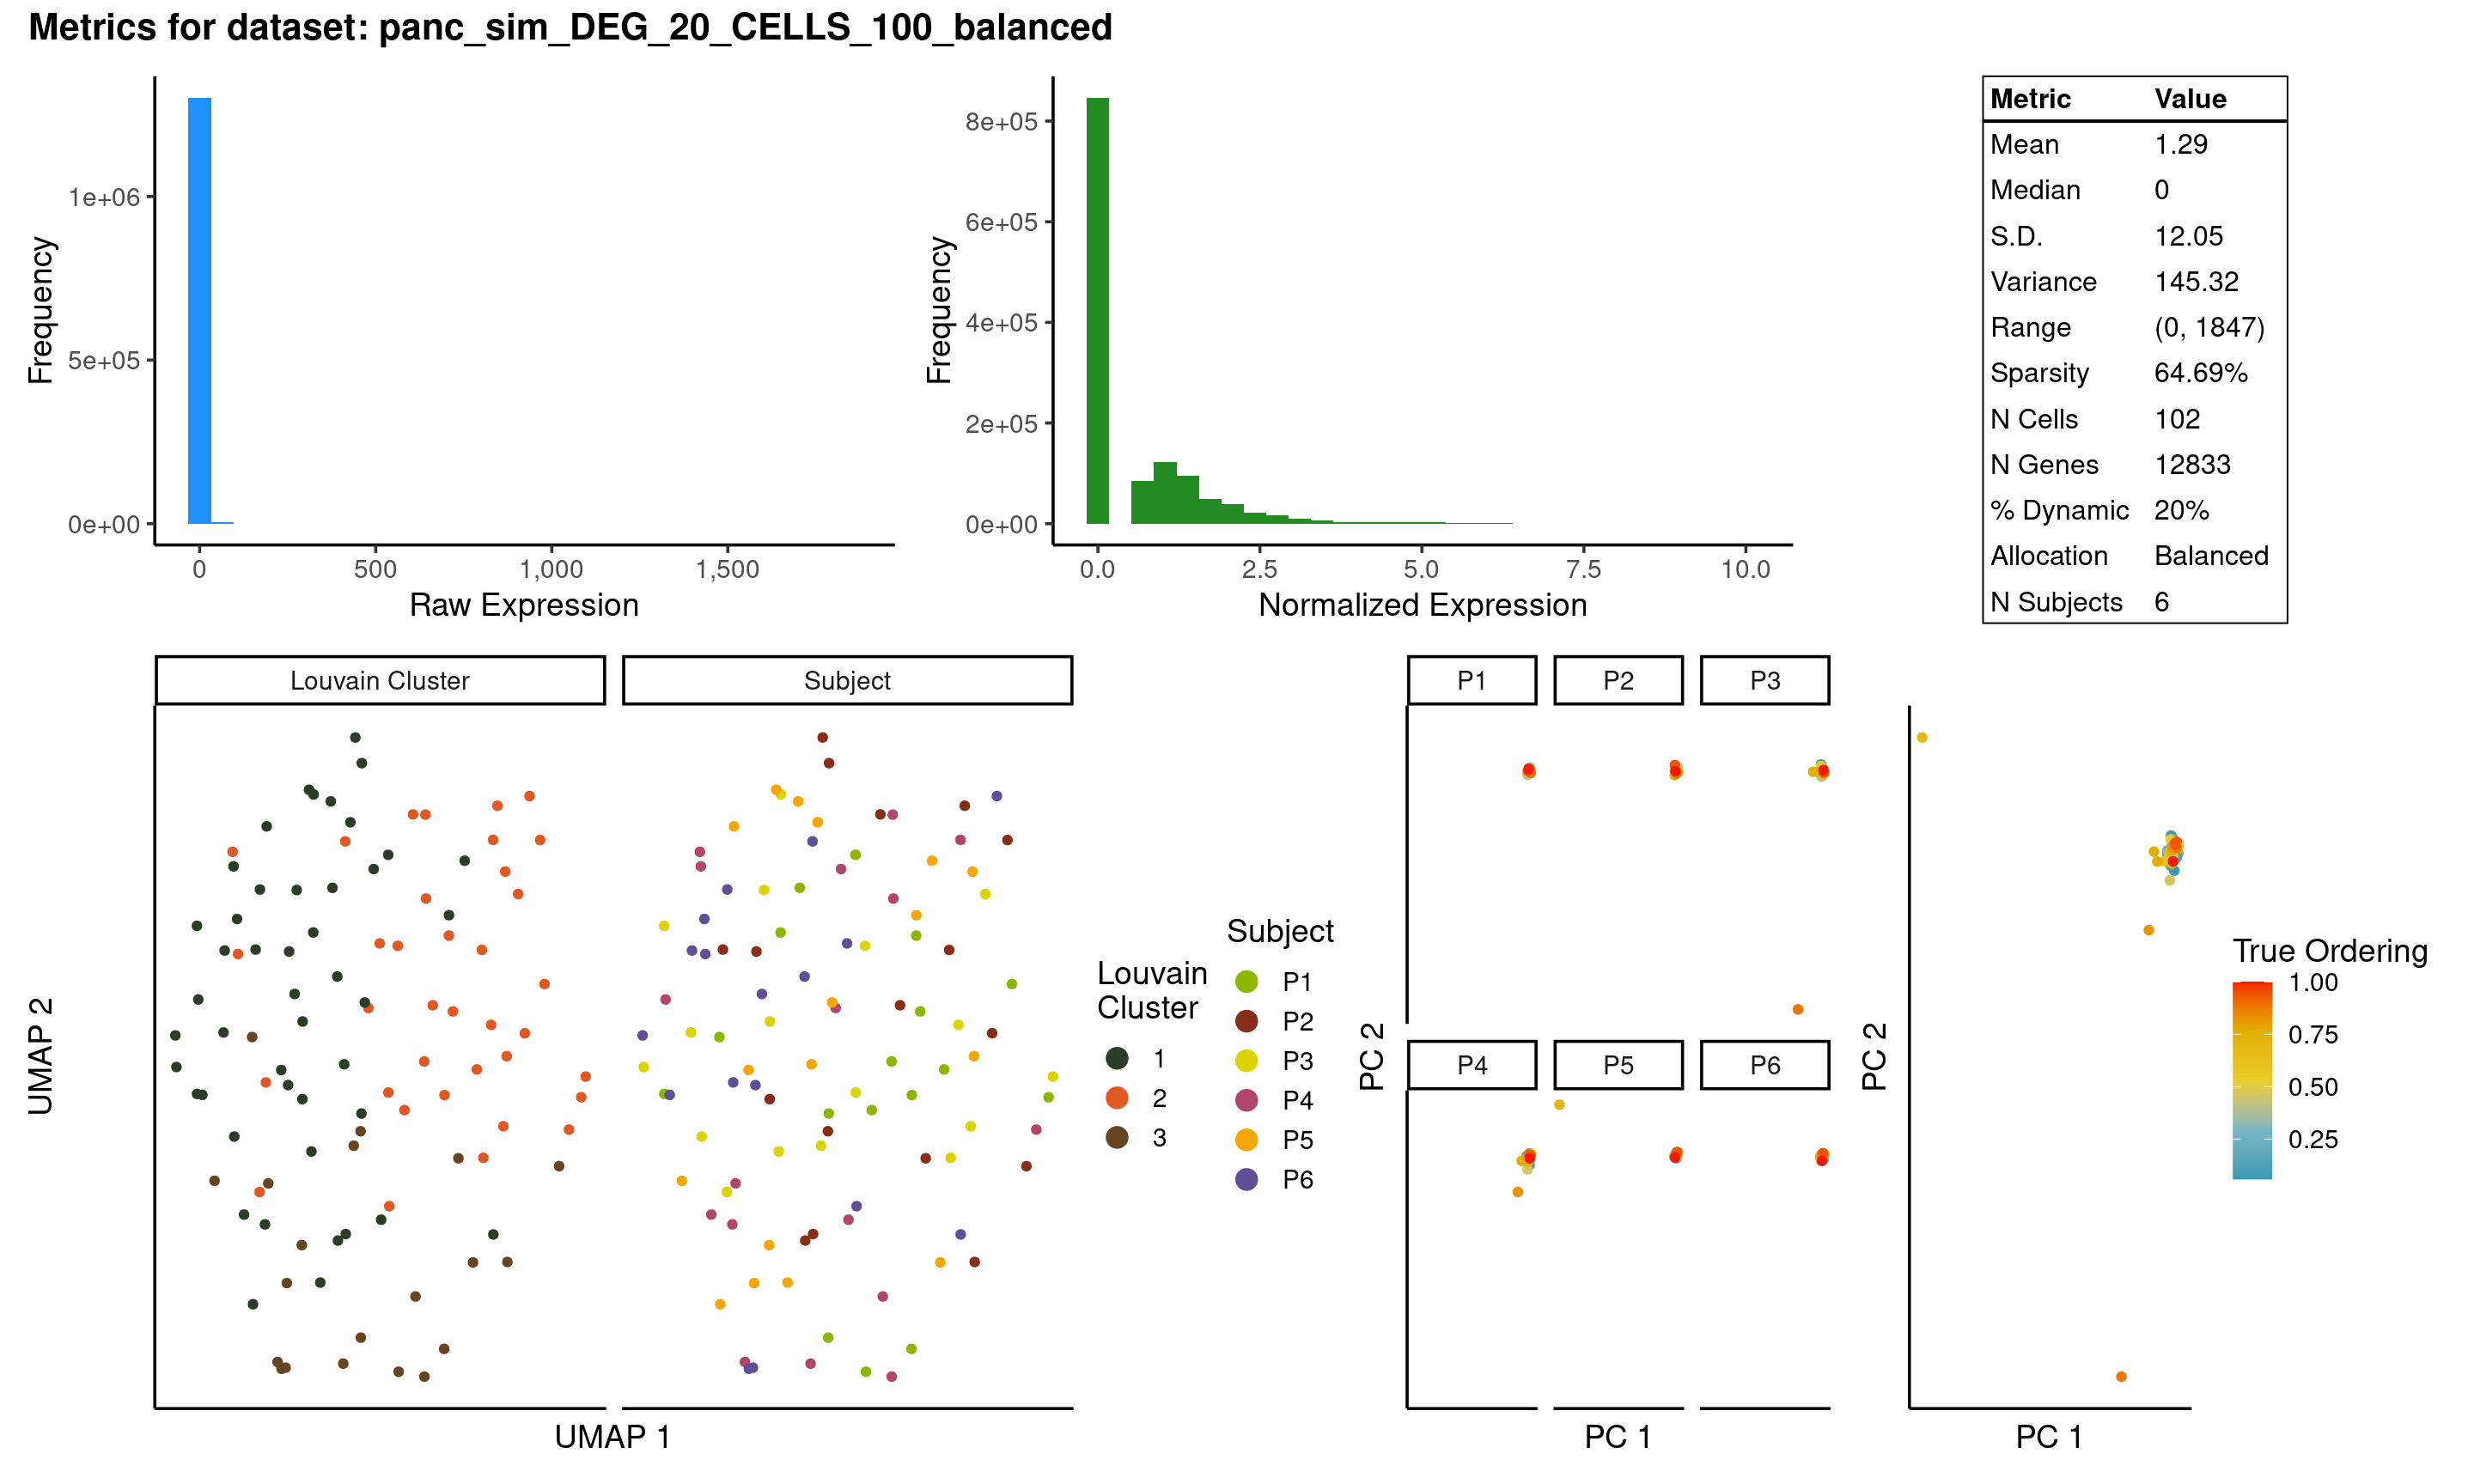 Metrics for dataset: panc_sim_DEG_20_CELLS_100_balanced
Frequency
1e+06
5e+05
0e+00
0
500
1,000
1,500
Raw Expression
Frequency
8e+05
6e+05
4e+05
2e+05
0e+00
0.0
2.5
5.0
7.5
10.0
Normalized Expression
Metric Value
Mean 1.29
Median 0
S.D. 12.05
Variance 145.32
Range (0, 1847)
Sparsity 64.69%
N Cells 102
N Genes 12833
% Dynamic 20%
Allocation Balanced
N Subjects 6
Louvain Cluster
Subject
UMAP 2
UMAP 1
Louvain
Cluster
1
2
3
Subject
P1
P2
P3
P4
P5
P6
P1
P2
P3
P4
P5
P6
PC 2
PC 1
PC 2
PC 1
True Ordering
1.00
0.75
0.50
0.25